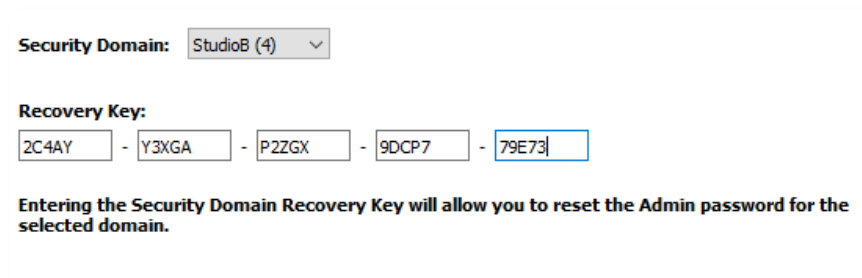 Security Domain: StudioB (4)
Recovery Key:
2C4AY - Y3XGA - P2ZGX - 9DCP7 - 79E73
Entering the Security Domain Recovery Key will allow you to reset the Admin password for the
selected domain.